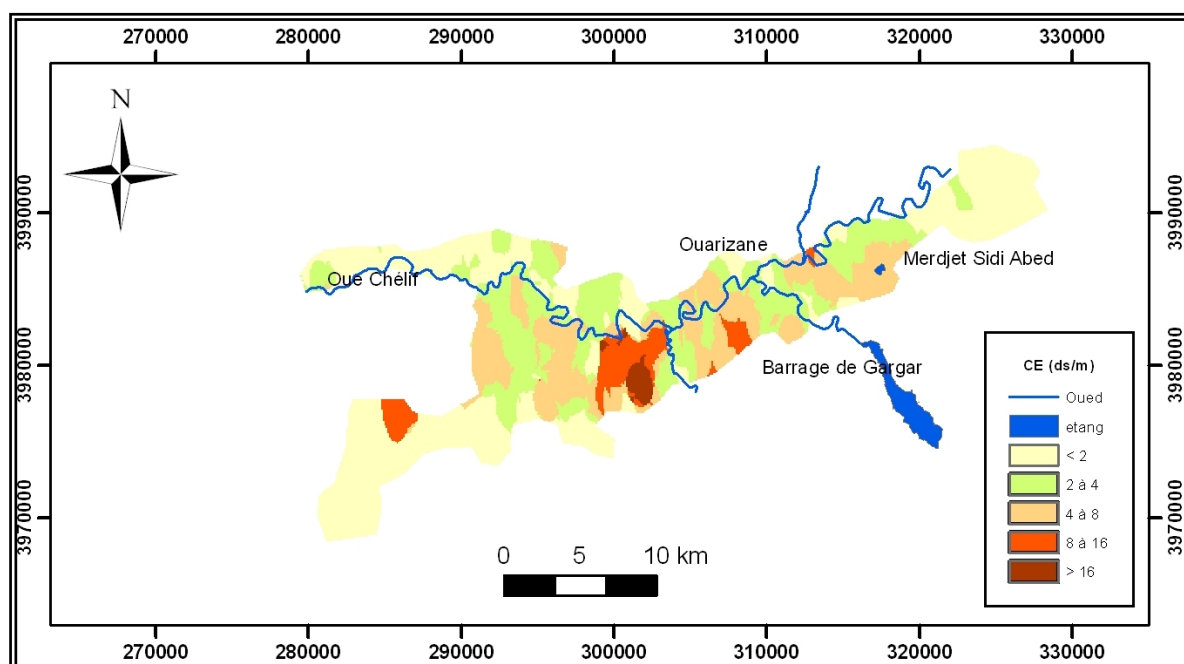 270000 280000 290000 300000 310000 320000 330000
N
3990000 3990000
3980000 3980000
3970000 3970000
Ouarizane
Merdjet Sidi Abed
Oué Chélif
Barrage de Gargar
CE (ds/m)
Oued
etang
< 2
2 à 4
4 à 8
8 à 16
> 16
0 5 10 km
270000 280000 290000 300000 310000 320000 330000